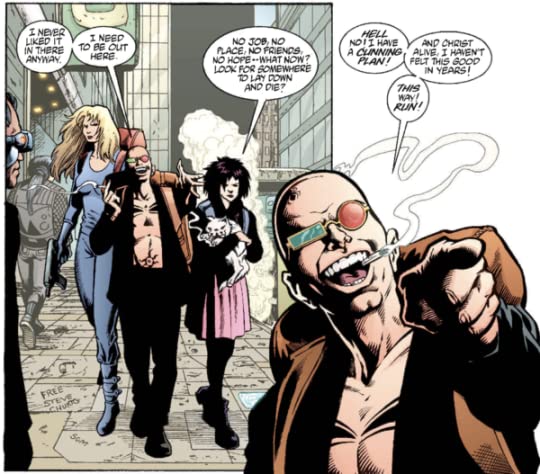 I NEVER
LIKED IT
IN THERE
ANYWAY.
I NEED
TO BE OUT
HERE.
NO JOB, NO
PLACE, NO FRIENDS,
NO HOPE--WHAT NOW?
LOOK FOR SOMEWHERE
TO LAY DOWN
AND DIE?
HELL
NO! I HAVE
A CUNNING
PLAN!
AND CHRIST
ALIVE, I HAVEN'T
FELT THIS GOOD
IN YEARS!
THIS
WAY!
RUN!
FREE
STEVE
SCUM